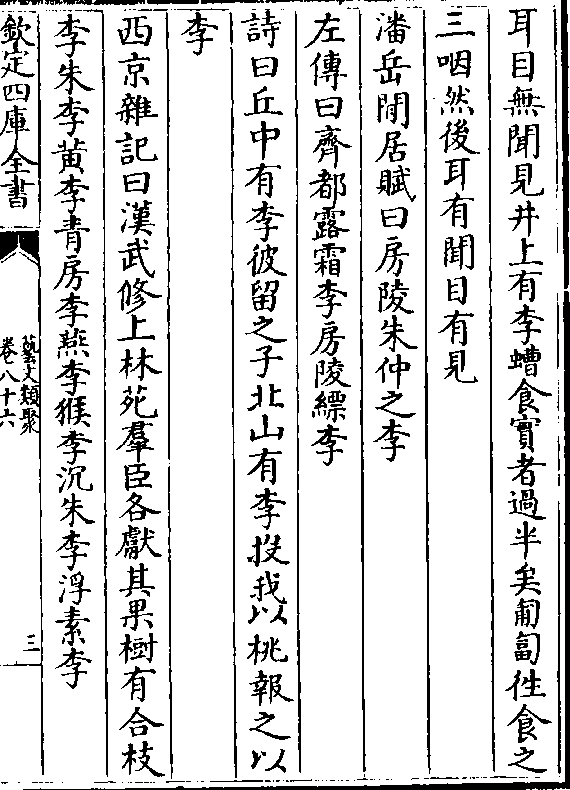 耳目無聞見井上有李螬食實者過半矣匍匐徃食之
三咽然後耳有聞目有見
潘岳閒居賦曰房陵朱仲之李
左傳曰齊都露霜李房陵縹李
詩曰丘中有李彼留之子北山有李投我以桃報之以
李
西京雜記曰漢武修上林苑羣臣各獻其果樹有合枝
李朱李黄李青房李燕李猴李沉朱李浮素李
欽定四庫全書
藝文類聚
卷八十六
三